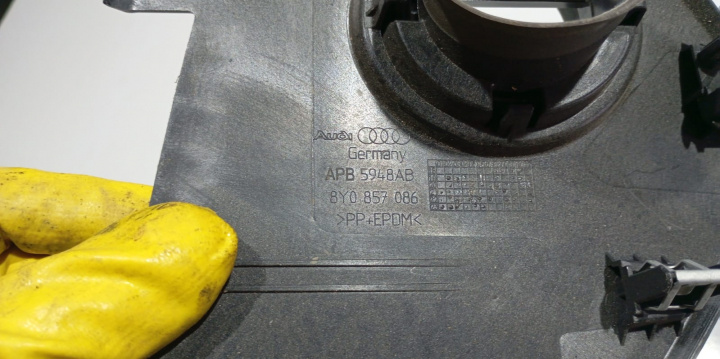 Audi
Germany
APB 5948AB
8Y0 857 086
>PP+EPDM<